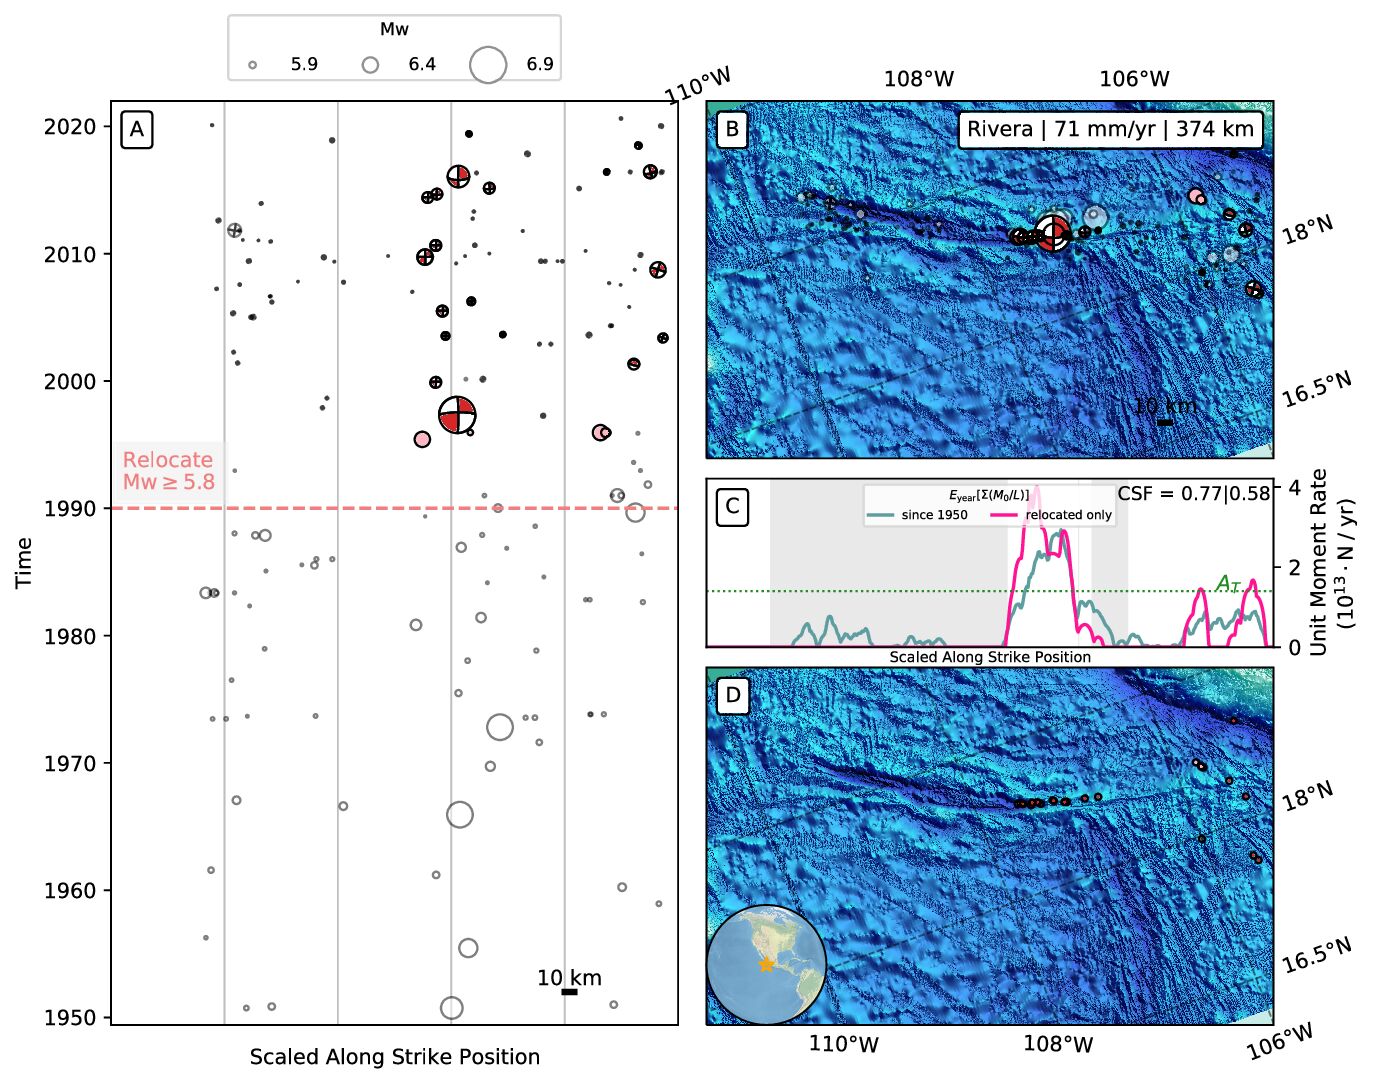 Mw
5.9
6.4
6.9
A
2020
2010
2000
1990
1980
1970
1960
1950
Time
Relocate
Mw ≥ 5.8
10 km
Scaled Along Strike Position
110°W
108°W
106°W
B
Rivera | 71 mm/yr | 374 km
18°N
16.5°N
10 km
C
E_year[Σ(M₀/L)]
since 1950
relocated only
CSF = 0.77|0.58
A_T
4
2
0
Unit Moment Rate
(10¹³ · N / yr)
Scaled Along Strike Position
D
18°N
16.5°N
110°W
108°W
106°W